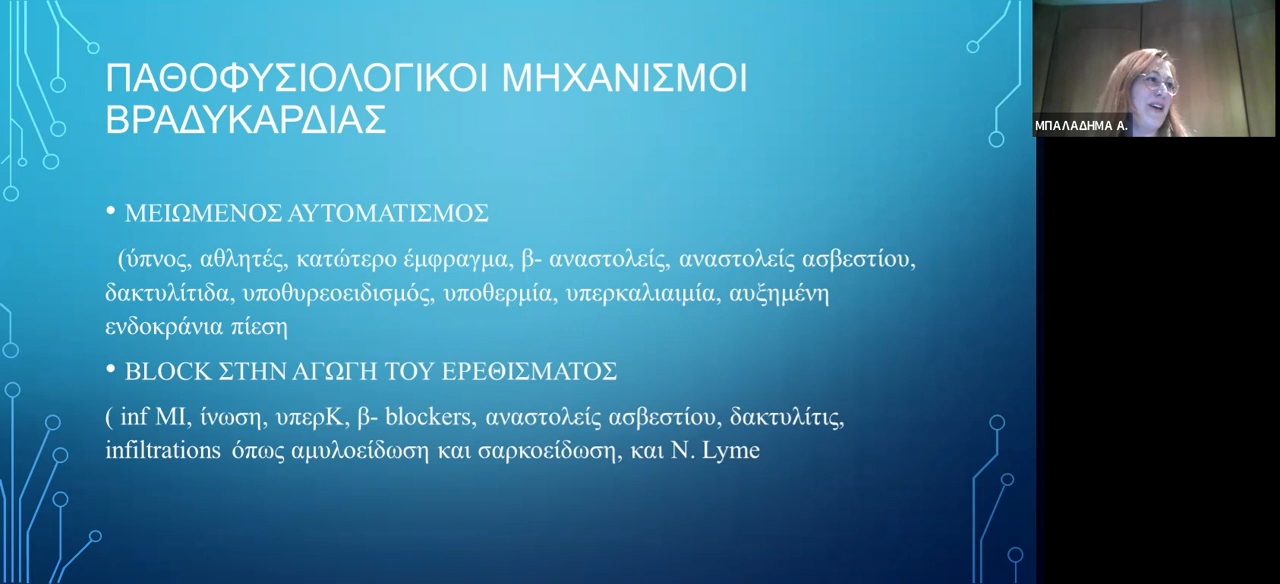 ΠΑΘΟΦΥΣΙΟΛΟΓΙΚΟΙ ΜΗΧΑΝΙΣΜΟΙ
ΒΡΑΔΥΚΑΡΔΙΑΣ
• ΜΕΙΩΜΕΝΟΣ ΑΥΤΟΜΑΤΙΣΜΟΣ
(ύπνος, αθλητές, κατώτερο έμφραγμα, β- αναστολείς, αναστολείς ασβεστίου,
δακτυλίτιδα, υποθυρεοειδισμός, υποθερμία, υπερκαλιαιμία, αυξημένη
ενδοκράνια πίεση
• BLOCK ΣΤΗΝ ΑΓΩΓΗ ΤΟΥ ΕΡΕΘΙΣΜΑΤΟΣ
( inf MI, ίνωση, υπερΚ, β- blockers, αναστολείς ασβεστίου, δακτυλίτις,
infiltrations όπως αμυλοείδωση και σαρκοείδωση, και Ν. Lyme
ΜΠΑΛΑΔΗΜΑ Α.